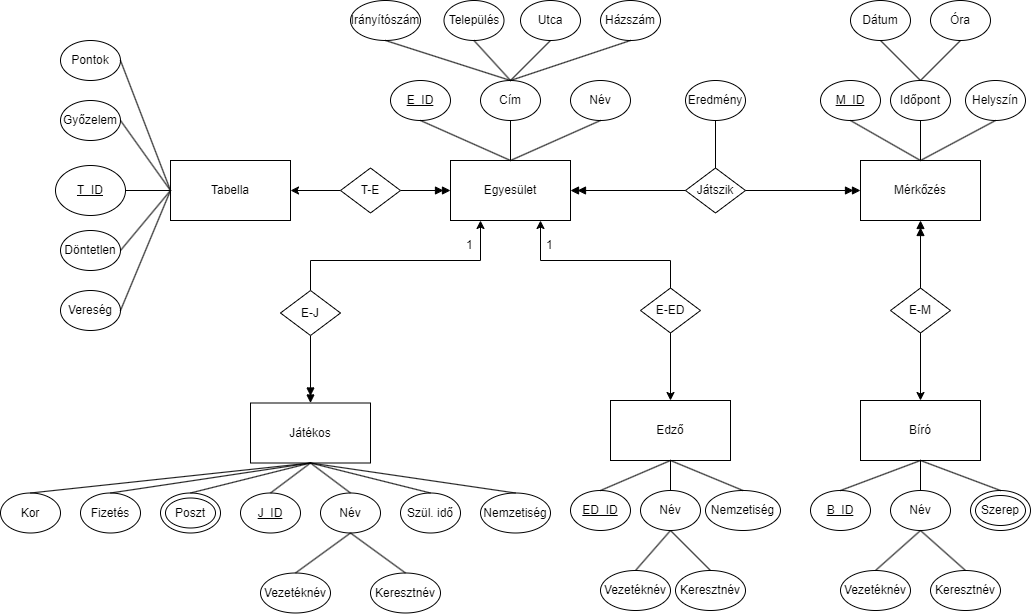 Irányítószám
Település
Utca
Házszám
Dátum
Óra
Pontok
E_ID
Cím
Név
Eredmény
M_ID
Időpont
Helyszín
Győzelem
T_ID
Tabella
T-E
Egyesület
Játszik
Mérkőzés
Döntetlen
1
1
Vereség
E-J
E-ED
E-M
Játékos
Edző
Bíró
Kor
Fizetés
Poszt
J_ID
Név
Szül. idő
Nemzetiség
ED_ID
Név
Nemzetiség
B_ID
Név
Szerep
Vezetéknév
Keresztnév
Vezetéknév
Keresztnév
Vezetéknév
Keresztnév